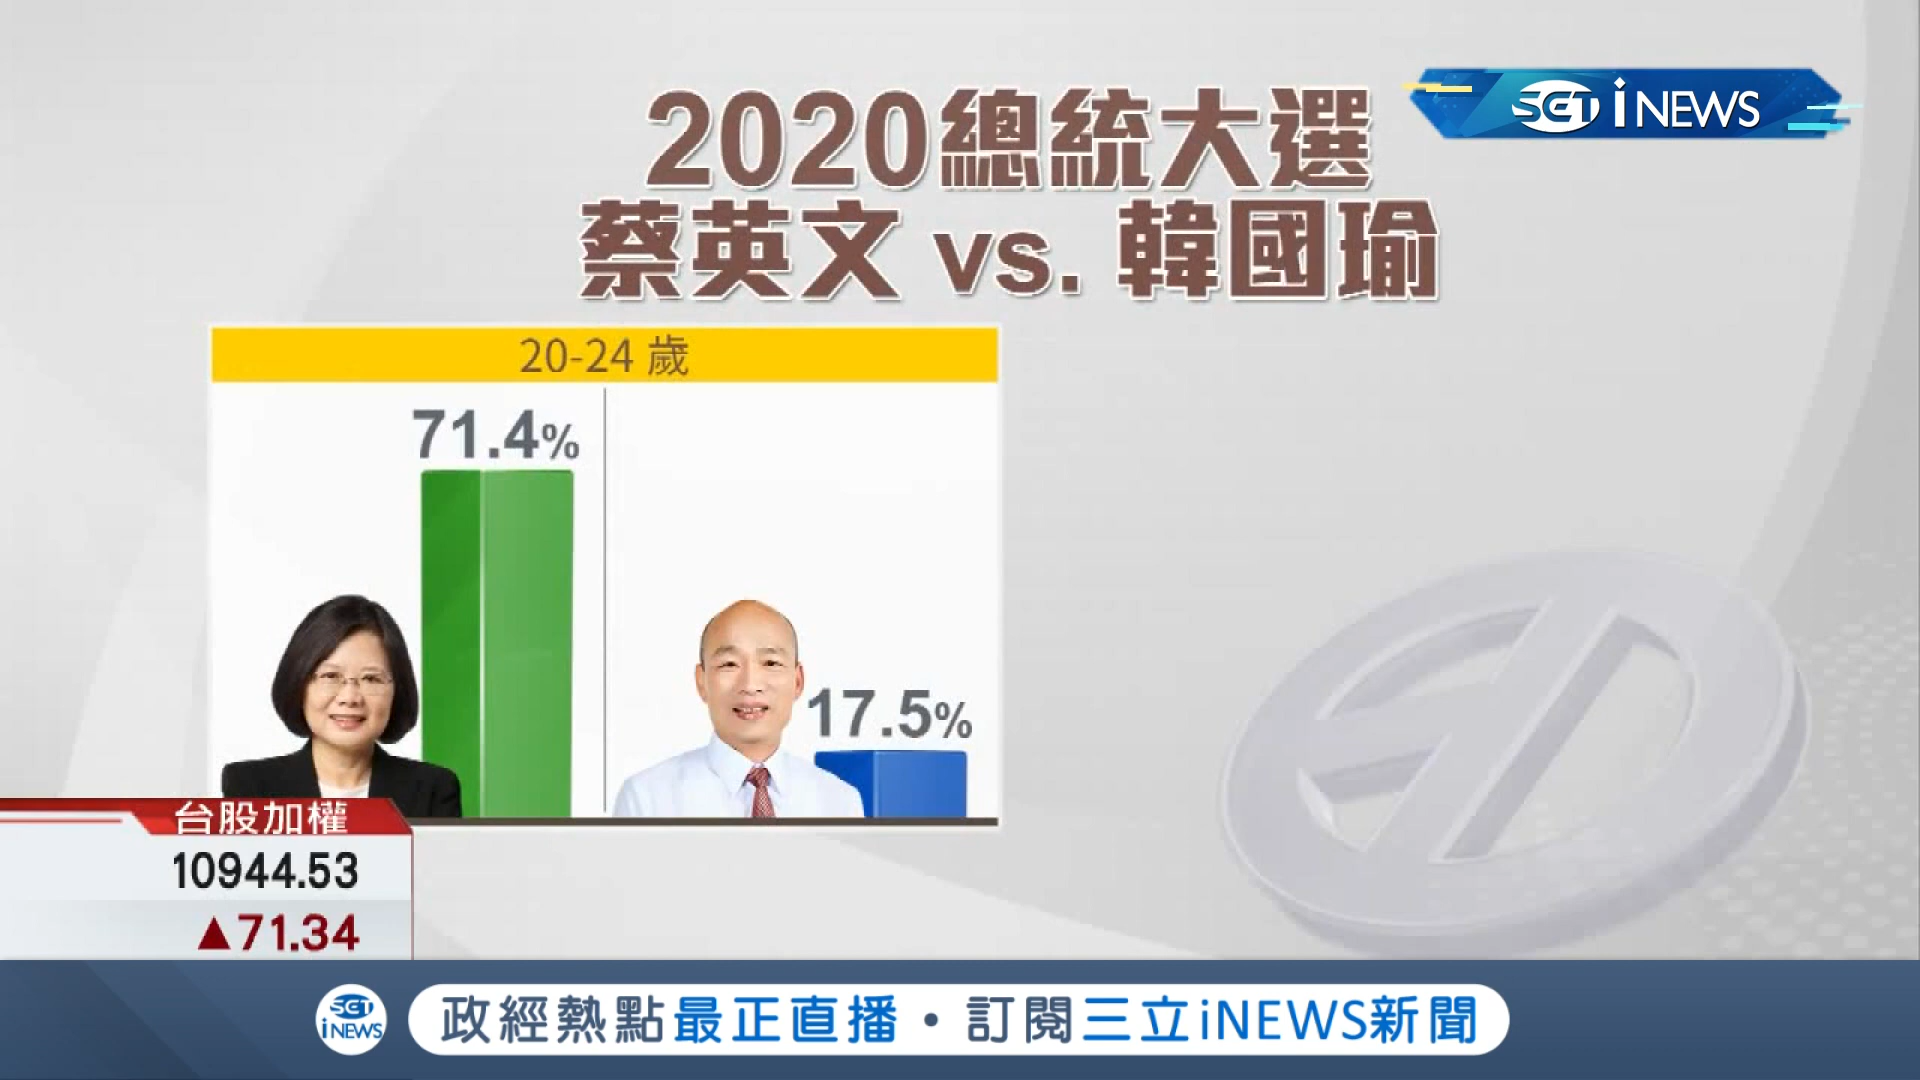 SET iNEWS
2020總統大選
蔡英文 vs. 韓國瑜
20-24 歲
71.4%
17.5%
台股加權
10944.53
▲71.34
SET iNEWS
政經熱點最正直播・訂閱三立iNEWS新聞